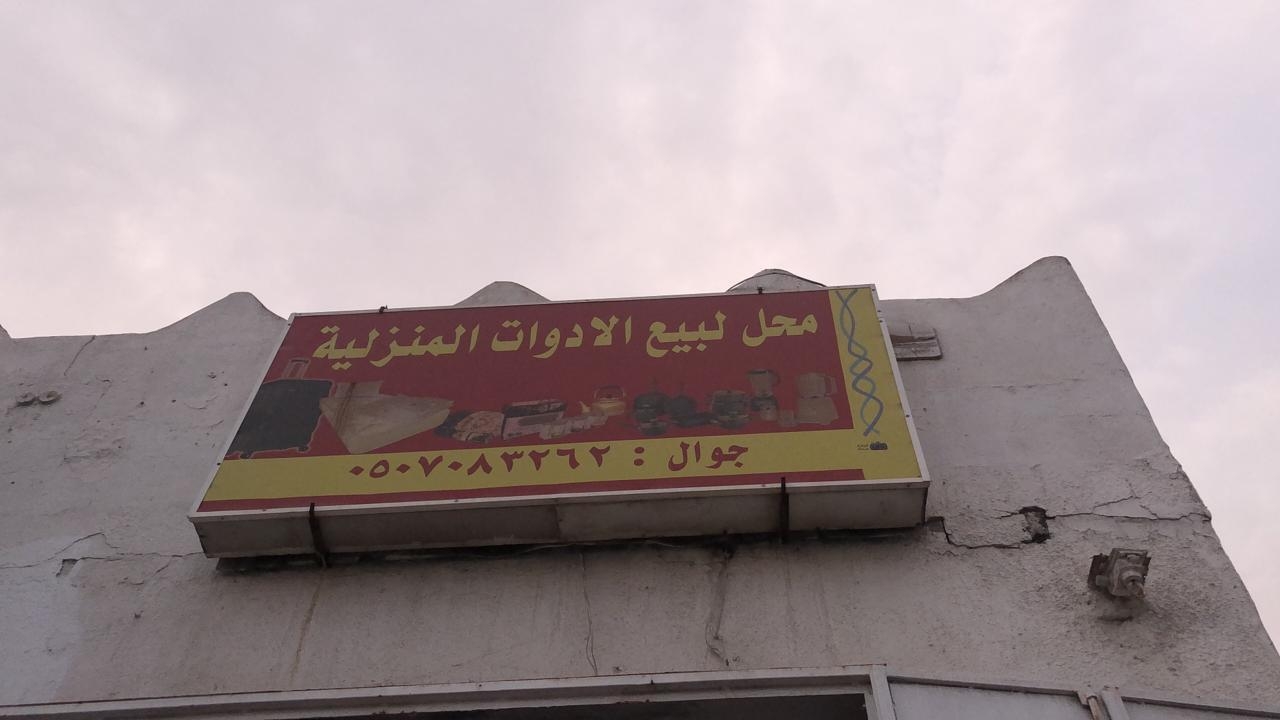 محل لبيع الادوات المنزلية
جوال : ٠٥٠٧٠٨٣٢٦٢